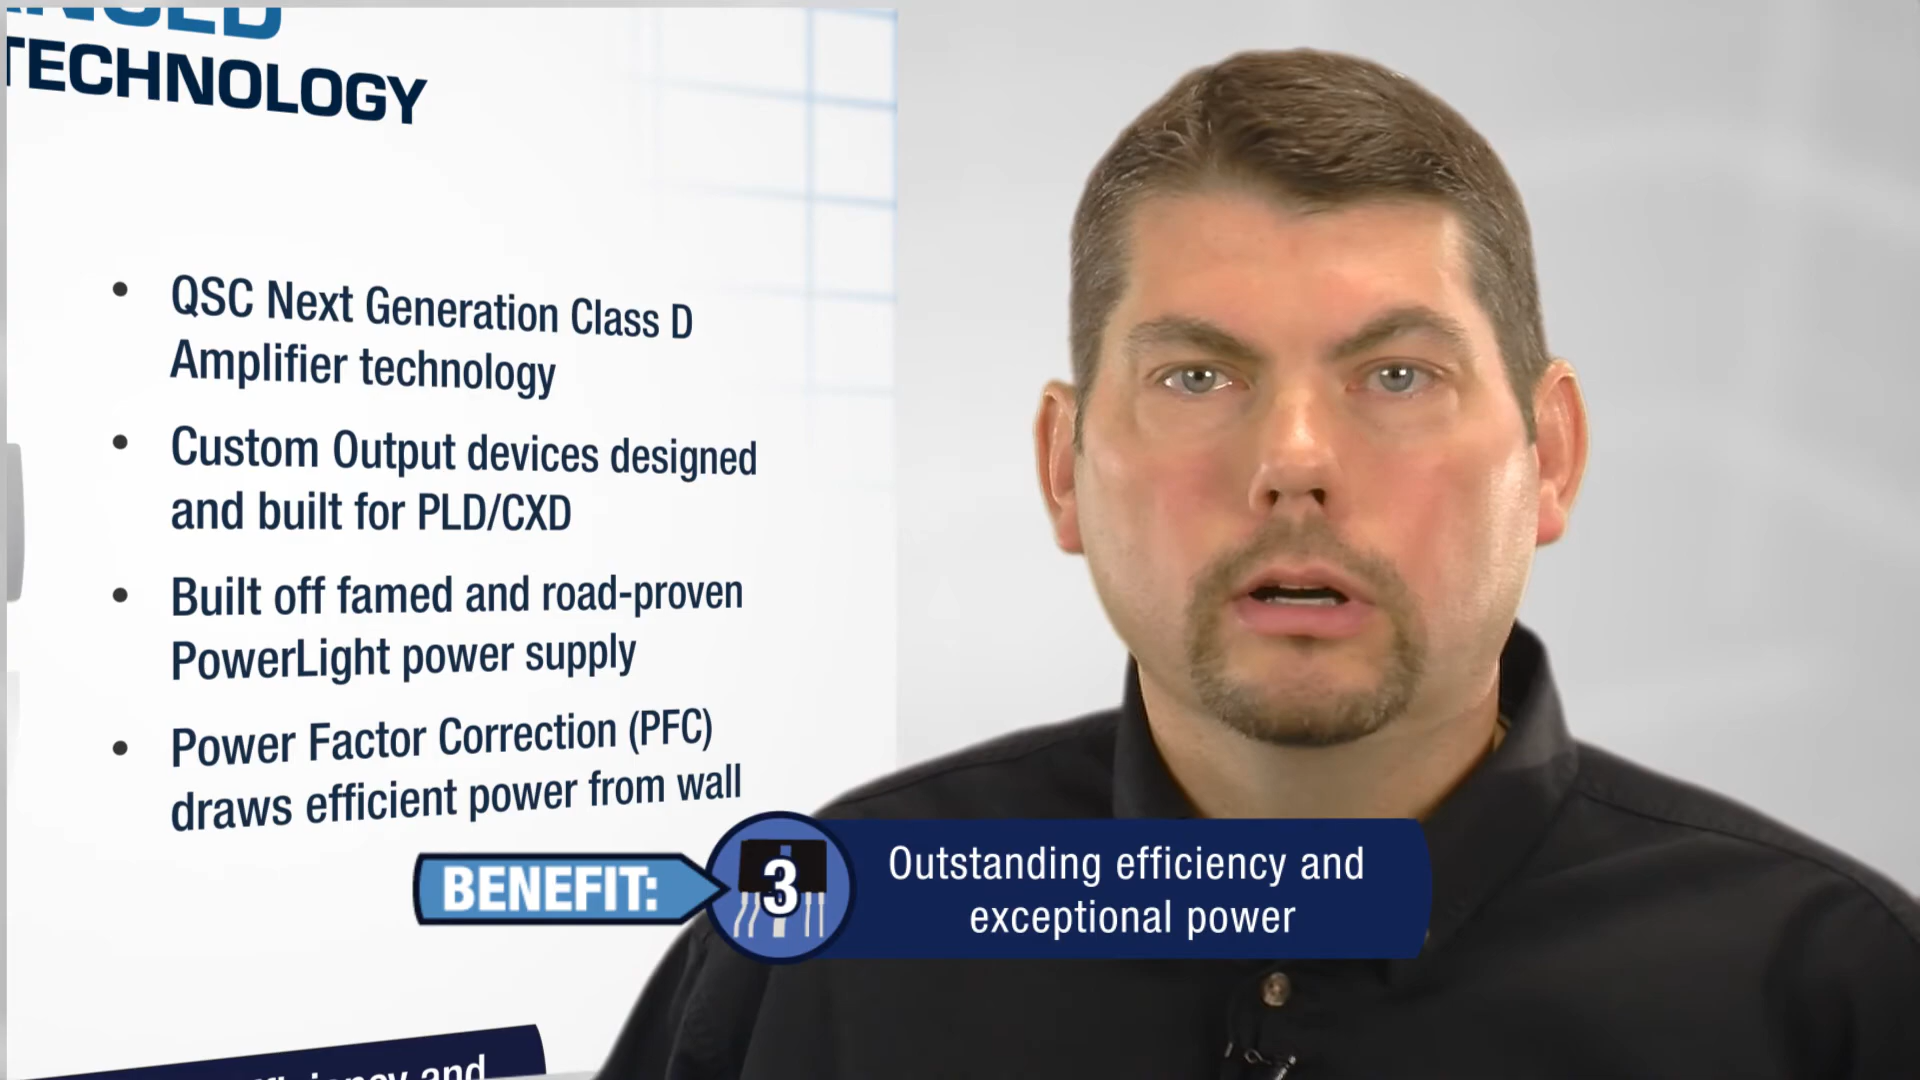 TECHNOLOGY
• QSC Next Generation Class D
Amplifier technology
• Custom Output devices designed
and built for PLD/CXD
• Built off famed and road-proven
PowerLight power supply
• Power Factor Correction (PFC)
draws efficient power from wall
BENEFIT:
3
Outstanding efficiency and
exceptional power
and